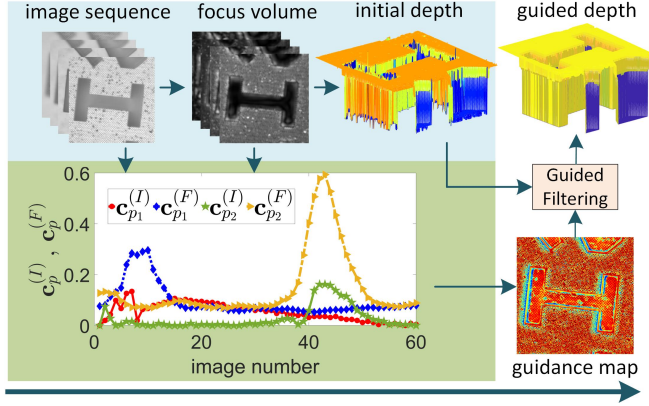 image sequence
focus volume
initial depth
guided depth
c_{p_1}^{(I)} c_{p_1}^{(F)} c_{p_2}^{(I)} c_{p_2}^{(F)}
c_p^{(I)} , c_p^{(F)}
0.6
0.4
0.2
0
0 20 40 60
image number
Guided
Filtering
guidance map